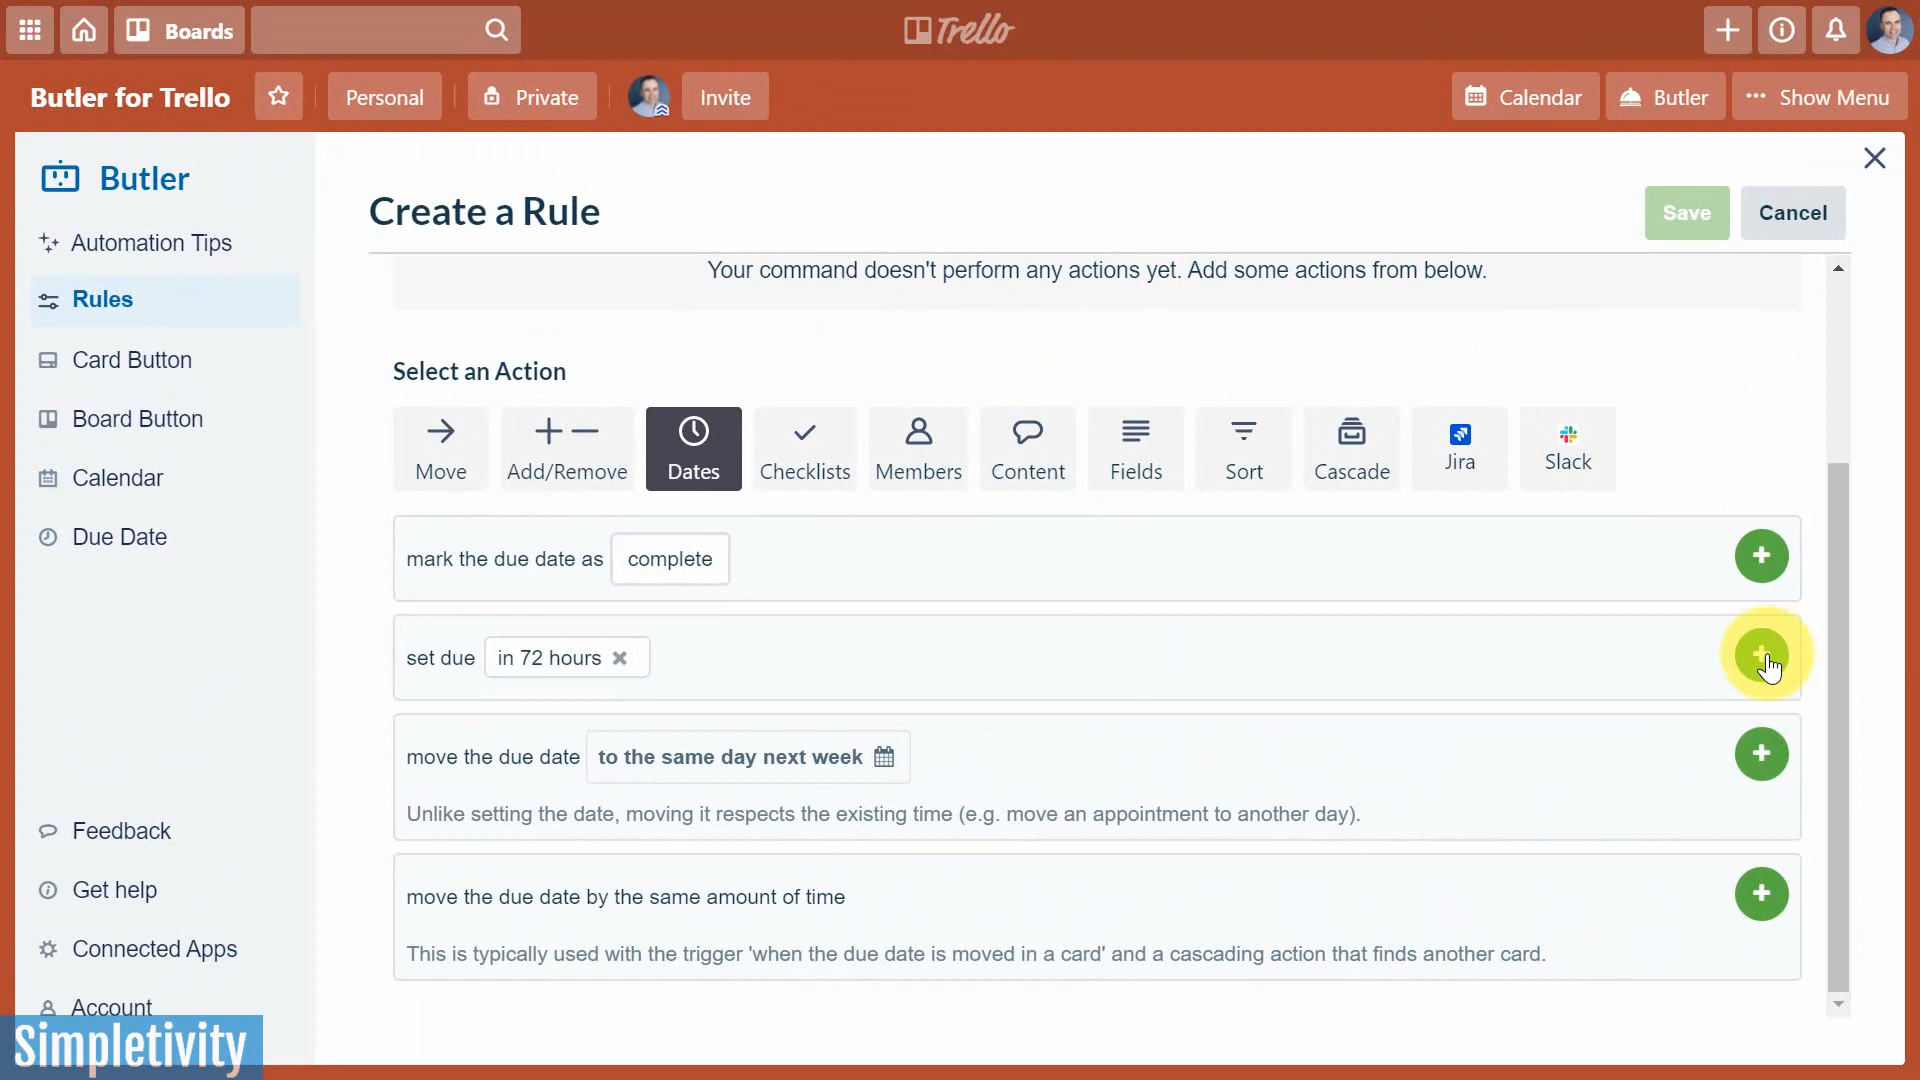 Boards
Trello
Butler for Trello
Personal
Private
Invite
Calendar
Butler
Show Menu
Butler
Automation Tips
Rules
Card Button
Board Button
Calendar
Due Date
Feedback
Get help
Connected Apps
Account
Simpletivity
Create a Rule
Save
Cancel
Your command doesn't perform any actions yet. Add some actions from below.
Select an Action
Move
Add/Remove
Dates
Checklists
Members
Content
Fields
Sort
Cascade
Jira
Slack
mark the due date as complete
set due in 72 hours
move the due date to the same day next week
Unlike setting the date, moving it respects the existing time (e.g. move an appointment to another day).
move the due date by the same amount of time
This is typically used with the trigger 'when the due date is moved in a card' and a cascading action that finds another card.